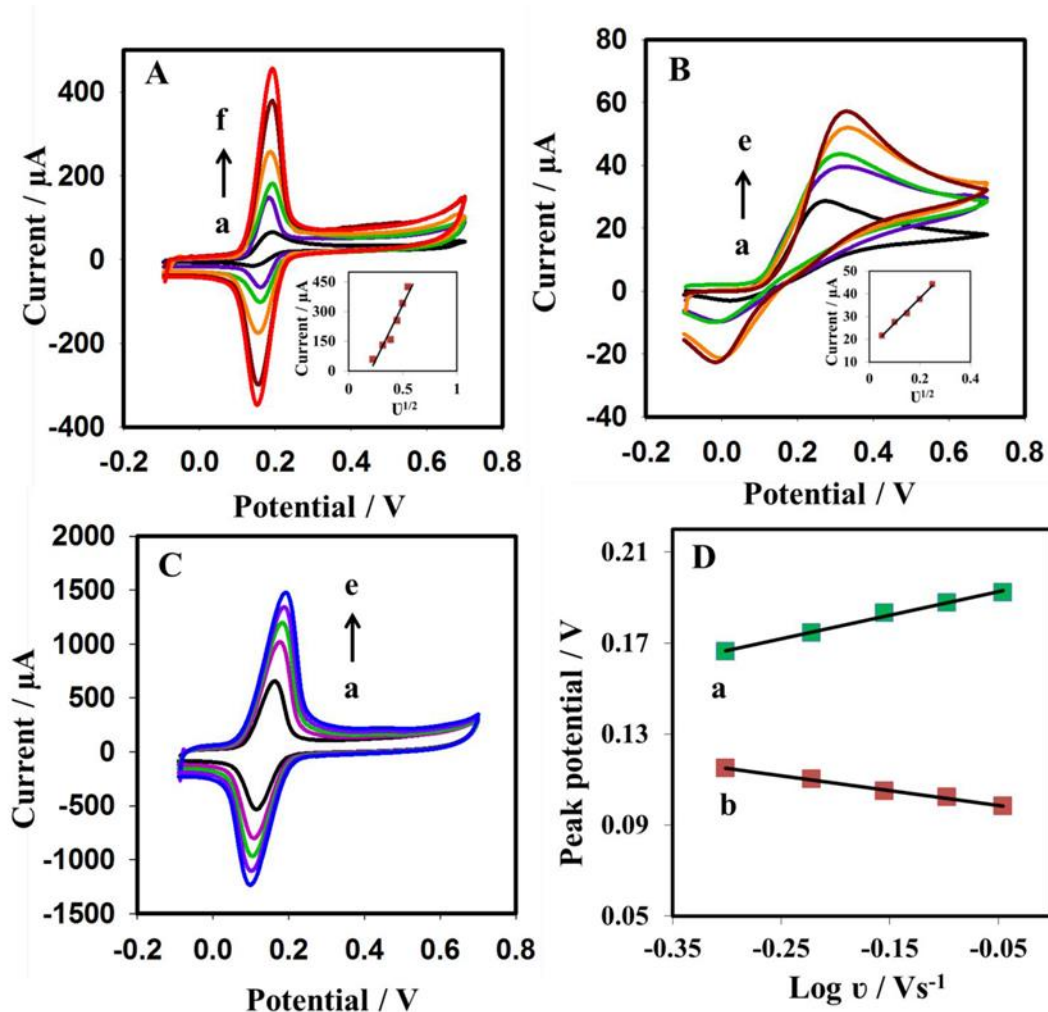 A
f
a
400
200
0
-200
-400
Current / µA
-0.2 0.0 0.2 0.4 0.6 0.8
Potential / V
Current / µA
450
300
150
0
0 0.5 1
Ʋ1/2
B
e
a
80
60
40
20
0
-20
-40
Current / µA
-0.2 0.0 0.2 0.4 0.6 0.8
Potential / V
Current / µA
50
40
30
20
10
0 0.2 0.4
Ʋ1/2
C
e
a
2000
1500
1000
500
0
-500
-1000
-1500
Current / µA
-0.2 0.0 0.2 0.4 0.6 0.8
Potential / V
D
a
b
0.21
0.17
0.13
0.09
0.05
Peak potential / V
-0.35 -0.25 -0.15 -0.05
Log υ / Vs-1